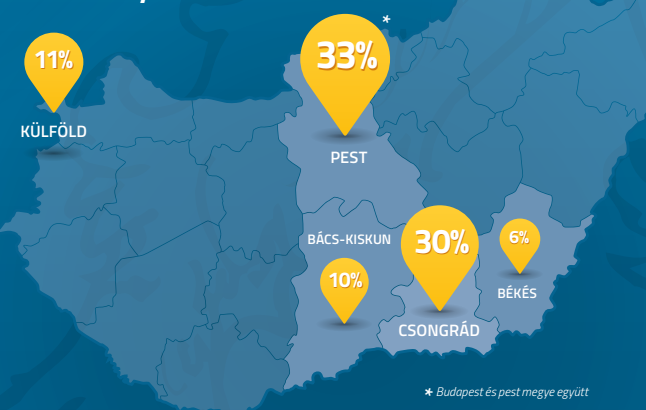 *
33%
11%
KÜLFÖLD
PEST
BÁCS-KISKUN
30%
6%
10%
BÉKÉS
CSONGRÁD
* Budapest és pest megye együtt